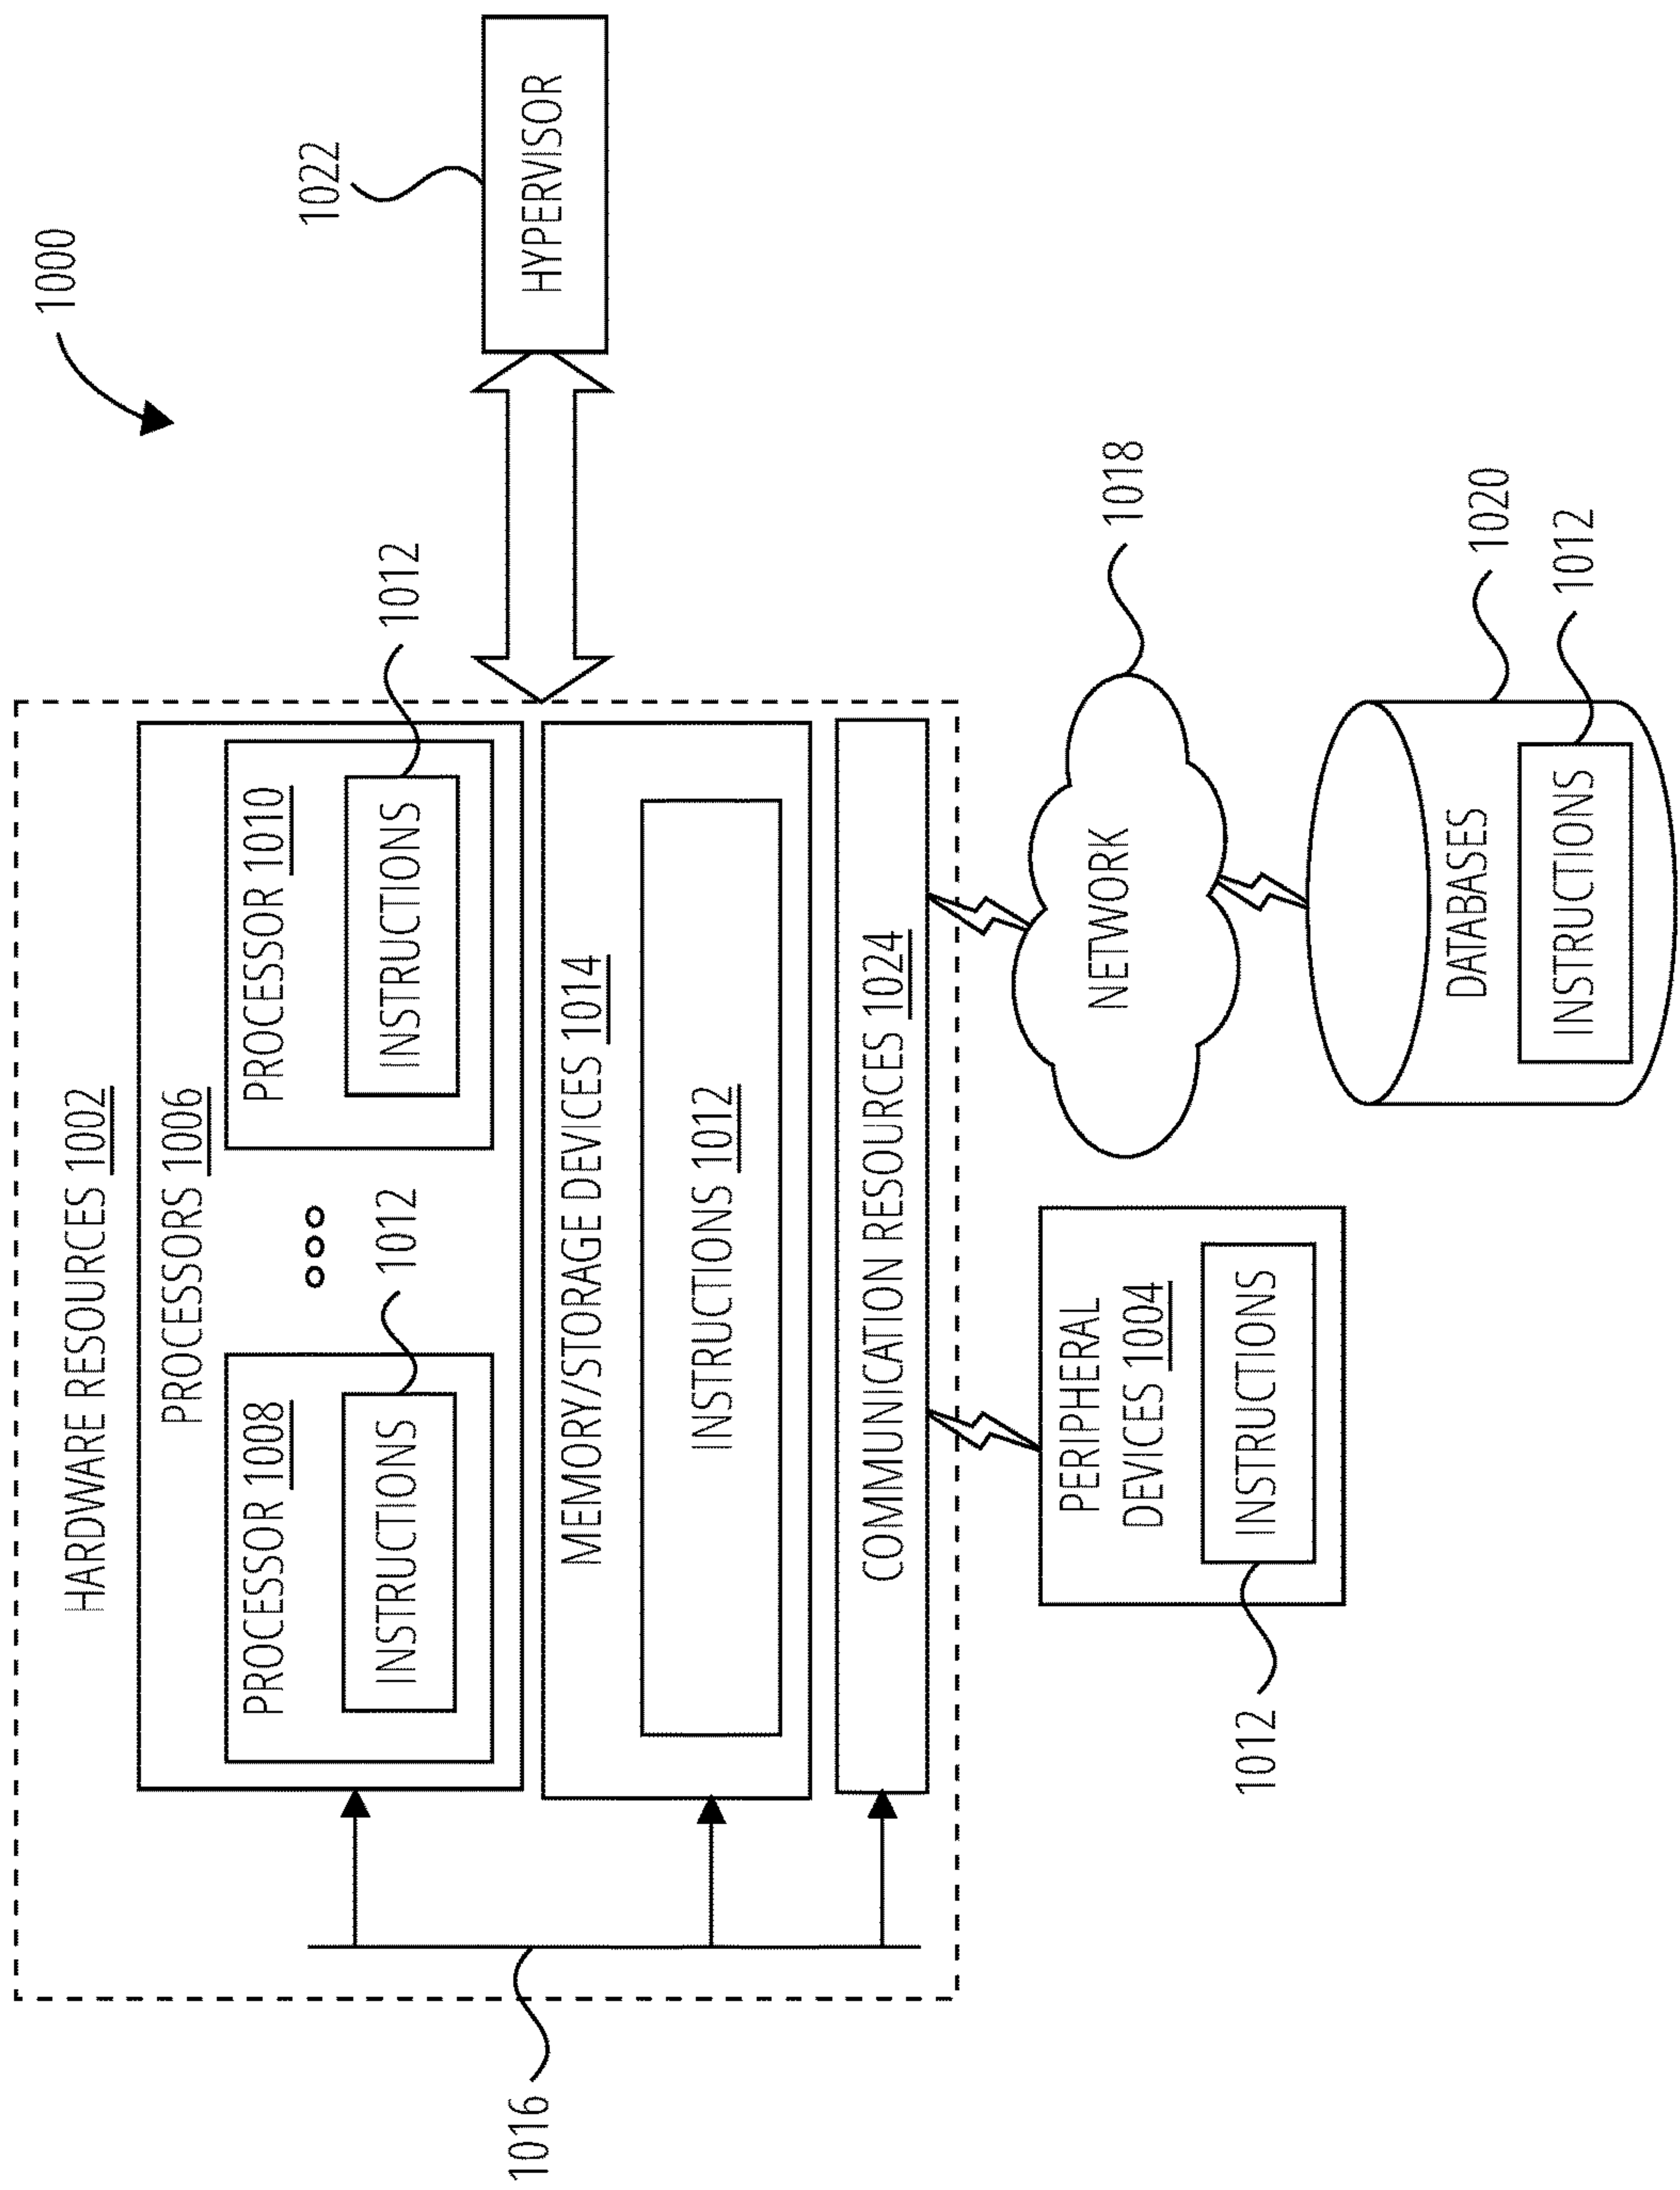 1000
HARDWARE RESOURCES 1002
PROCESSORS 1006
PROCESSOR 1008
INSTRUCTIONS
1012
PROCESSOR 1010
INSTRUCTIONS
1012
1022
HYPERVISOR
MEMORY/STORAGE DEVICES 1014
INSTRUCTIONS 1012
1016
COMMUNICATION RESOURCES 1024
PERIPHERAL
DEVICES 1004
INSTRUCTIONS
1012
NETWORK
1018
DATABASES
1020
INSTRUCTIONS
1012